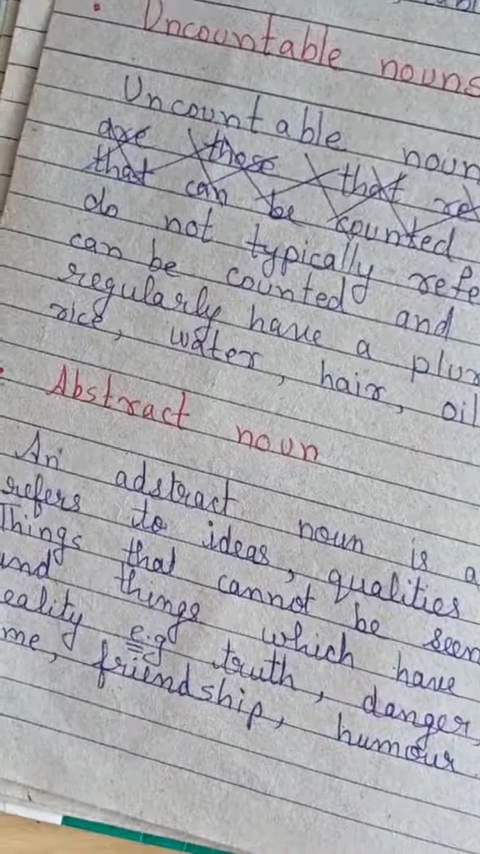 Uncountable nouns
Uncountable noun
are those that re
that can be counted
do not typically refe
can be counted and
regularly have a plur
rice, water, hair, oil
Abstract noun
An adstract noun is a
refers to ideas, qualities
Things that cannot be seen
and things which have
eality e.g truth, danger,
me, friendship, humour